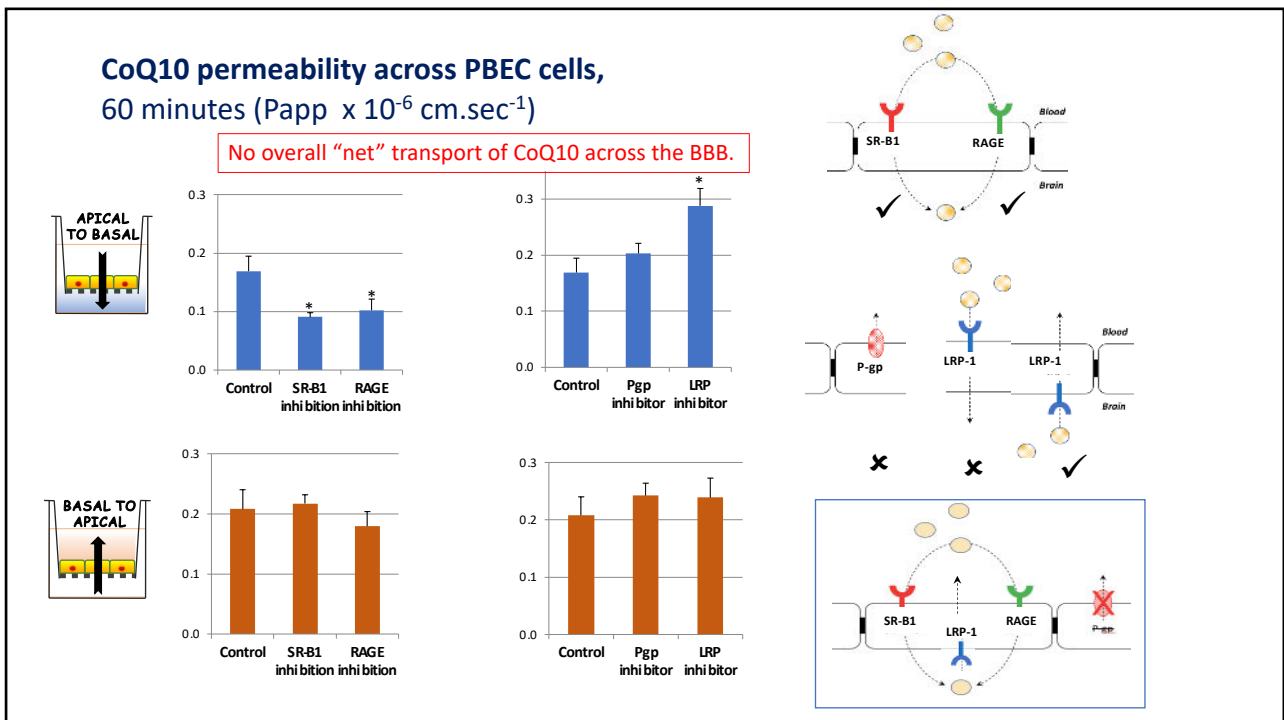 CoQ10 permeability across PBEC cells,
60 minutes (Papp x 10-6 cm.sec-1)
No overall “net” transport of CoQ10 across the BBB.
APICAL
TO BASAL
0.3
0.2
0.1
0.0
*
*
Control
SR-B1
inhibition
RAGE
inhibition
0.3
0.2
0.1
0.0
*
Control
Pgp
inhibitor
LRP
inhibitor
BASAL TO
APICAL
0.3
0.2
0.1
0.0
Control
SR-B1
inhibition
RAGE
inhibition
0.3
0.2
0.1
0.0
Control
Pgp
inhibitor
LRP
inhibitor
Blood
SR-B1
RAGE
Brain
✓ ✓
Blood
P-gp
LRP-1
LRP-1
Brain
✘ ✘ ✓
SR-B1
LRP-1
RAGE
P-gp